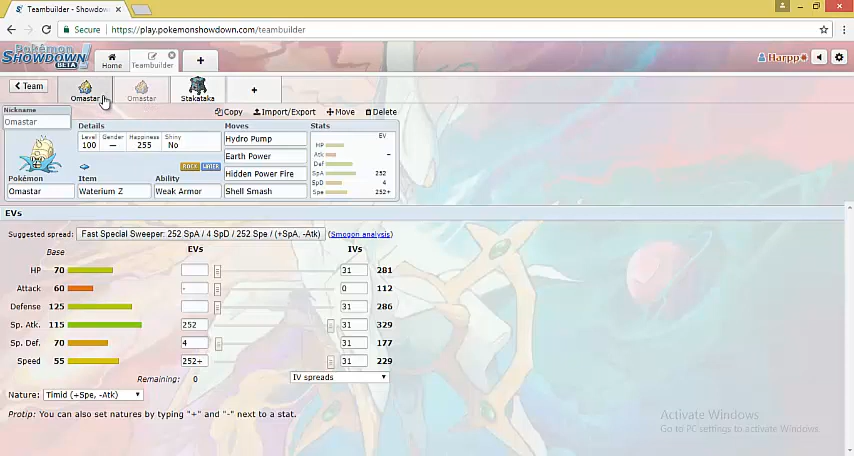 Teambuilder - Showdow
Secure https://play.pokemonshowdown.com/teambuilder
Pokémon
SHOWDOWN!
BETA
Home
Teambuilder
+
Harpp
< Team
Omastar
Omastar
Stakataka
+
Nickname
Omastar
Copy Import/Export Move Delete
Details
Moves
Stats
Level Gender Happiness Shiny
100 — 255 No
ROCK WATER
Pokémon Item Ability
Omastar Waterium Z Weak Armor
Hydro Pump
Earth Power
Hidden Power Fire
Shell Smash
EV
HP
Atk -
Def
SpA 252
SpD 4
Spe 252+
EVs
Suggested spread: Fast Special Sweeper: 252 SpA / 4 SpD / 252 Spe / (+SpA, -Atk) (Smogon analysis)
Base EVs IVs
HP 70 31 281
Attack 60 - 0 112
Defense 125 31 286
Sp. Atk. 115 252 31 329
Sp. Def. 70 4 31 177
Speed 55 252+ 31 229
Remaining: 0 IV spreads
Nature: Timid (+Spe, -Atk)
Protip: You can also set natures by typing "+" and "-" next to a stat.
Activate Windows
Go to PC settings to activate Windows.